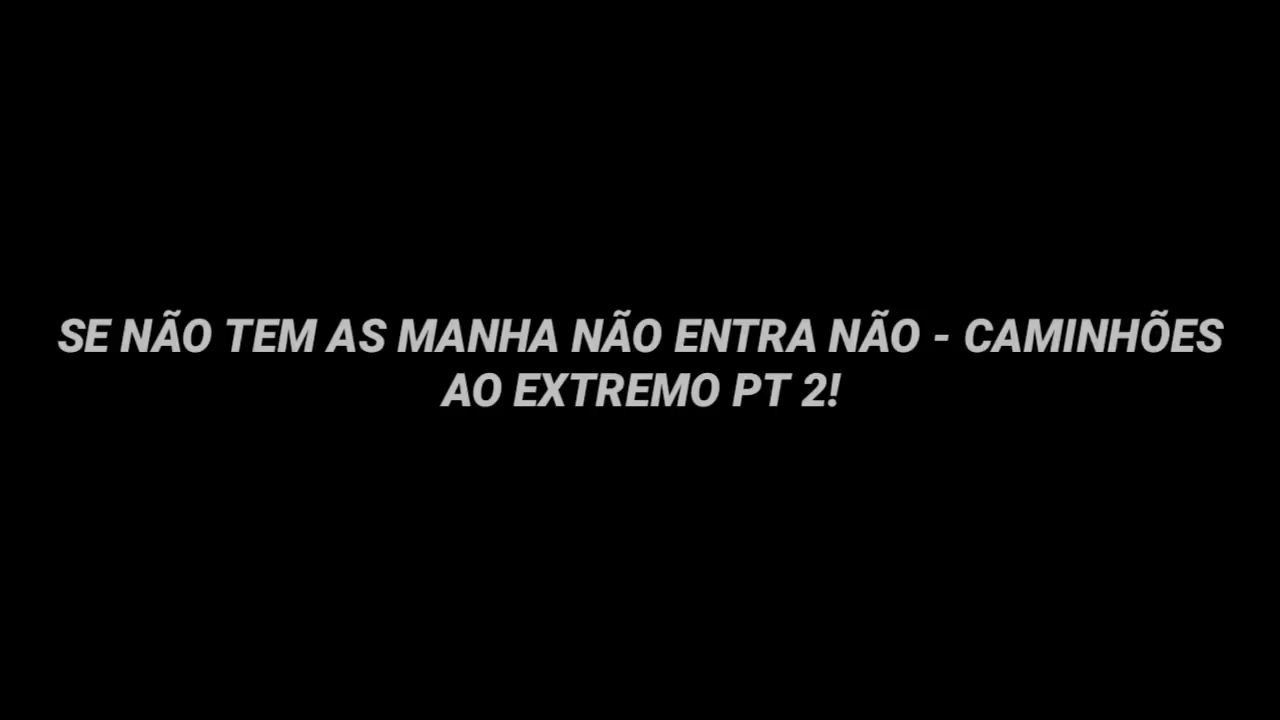 SE NÃO TEM AS MANHA NÃO ENTRA NÃO - CAMINHÕES
AO EXTREMO PT 2!